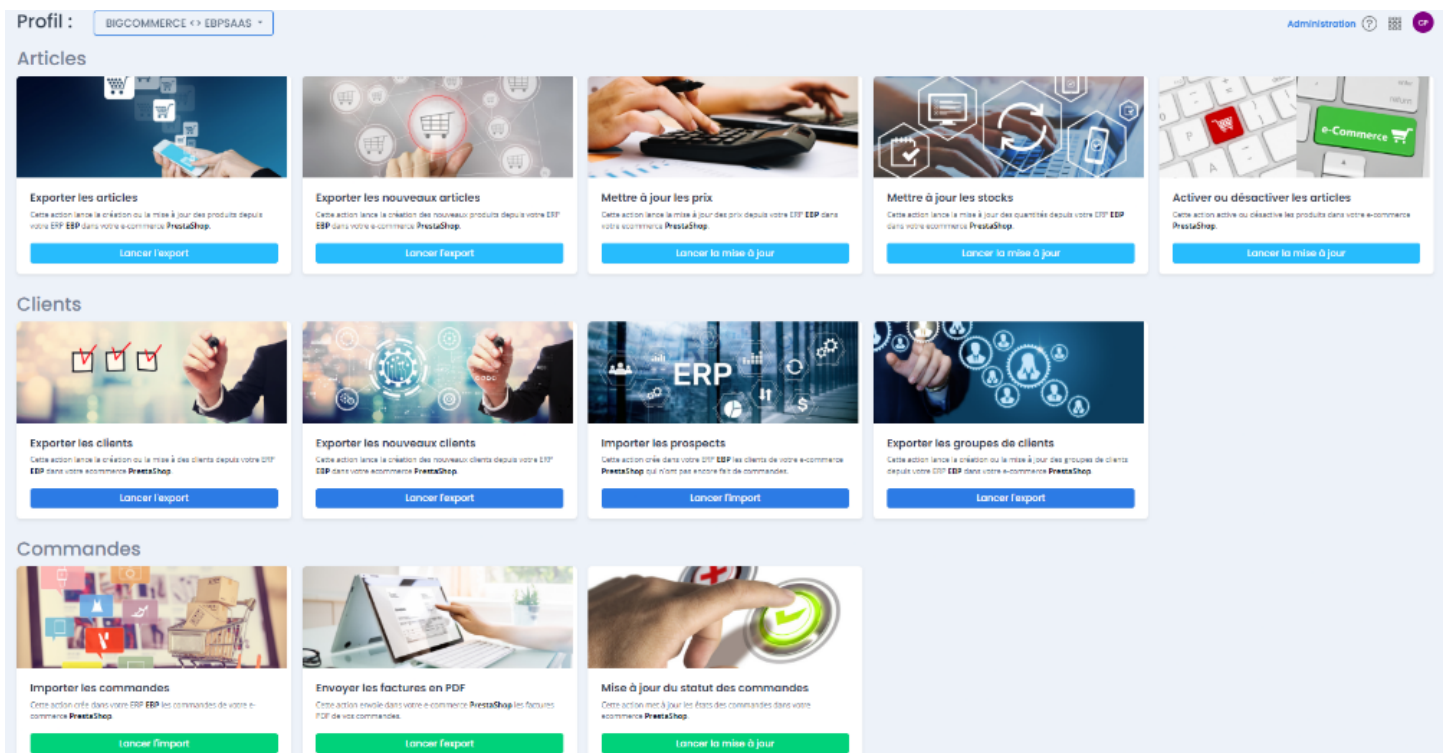 Profil :
BIGCOMMERCE <> EBPSAAS
Administration ?
CP
Articles
e-Commerce
Exporter les articles
Cette action lance la création ou la mise à jour des produits depuis
votre ERP EBP dans votre e-commerce PrestaShop.
Lancer l'export
Exporter les nouveaux articles
Cette action lance la création des nouveaux produits depuis votre ERP
EBP dans votre e-commerce PrestaShop.
Lancer l'export
Mettre à jour les prix
Cette action lance la mise à jour des prix depuis votre ERP EBP dans
votre ecommerce PrestaShop.
Lancer la mise à jour
Mettre à jour les stocks
Cette action lance la mise à jour des quantités depuis votre ERP EBP
dans votre ecommerce PrestaShop.
Lancer la mise à jour
Activer ou désactiver les articles
Cette action active ou désactive les produits dans votre e-commerce
PrestaShop.
Lancer la mise à jour
Clients
ERP
Exporter les clients
Cette action lance la création ou la mise à des clients depuis votre ERP
EBP dans votre ecommerce PrestaShop.
Lancer l'export
Exporter les nouveaux clients
Cette action lance la création des nouveaux clients depuis votre ERP
EBP dans votre ecommerce PrestaShop.
Lancer l'export
Importer les prospects
Cette action crée dans votre ERP EBP les clients de votre e-commerce
PrestaShop qui n'ont pas encore fait de commandes.
Lancer l'import
Exporter les groupes de clients
Cette action lance la création ou la mise à jour des groupes de clients
depuis votre ERP EBP dans votre e-commerce PrestaShop.
Lancer l'export
Commandes
Importer les commandes
Cette action crée dans votre ERP EBP les commandes de votre e-
commerce PrestaShop.
Lancer l'import
Envoyer les factures en PDF
Cette action envoie dans votre e-commerce PrestaShop les factures
PDF de vos commandes.
Lancer l'export
Mise à jour du statut des commandes
Cette action met à jour les états des commandes dans votre
ecommerce PrestaShop.
Lancer la mise à jour